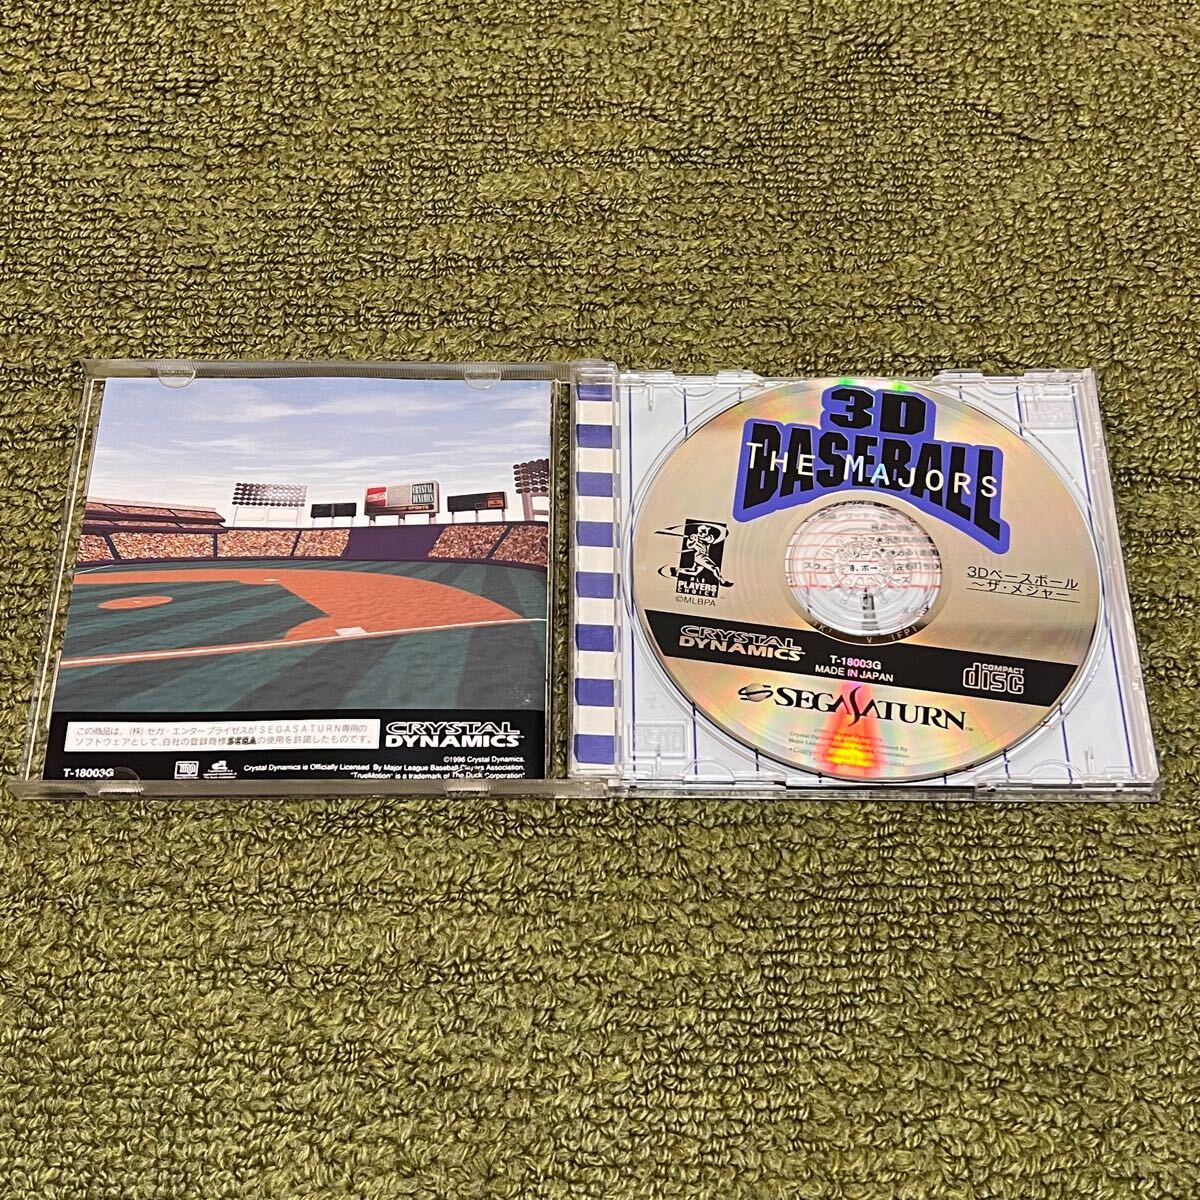 CRYSTAL
DYNAMICS
SPORTS
この商品は、(株) セガ・エンタープライゼスがSEGASATURN専用の
ソフトウェアとして、自社の登録商標SEGAの使用を許諾したものです。
CRYSTAL
DYNAMICS
T-18003G
©1996 Crystal Dynamics.
Crystal Dynamics is Officially Licensed By Major League Baseball Players Association.
"TrueMotion" is a trademark of The Duck Corporation"
3D
BASEBALL
THE MAJORS
PLAYERS
CHOICE
©MLBPA
3Dベースボール
～ザ・メジャー～
CRYSTAL
DYNAMICS
T-18003G
MADE IN JAPAN
COMPACT
disc
SEGASATURN
IFPI